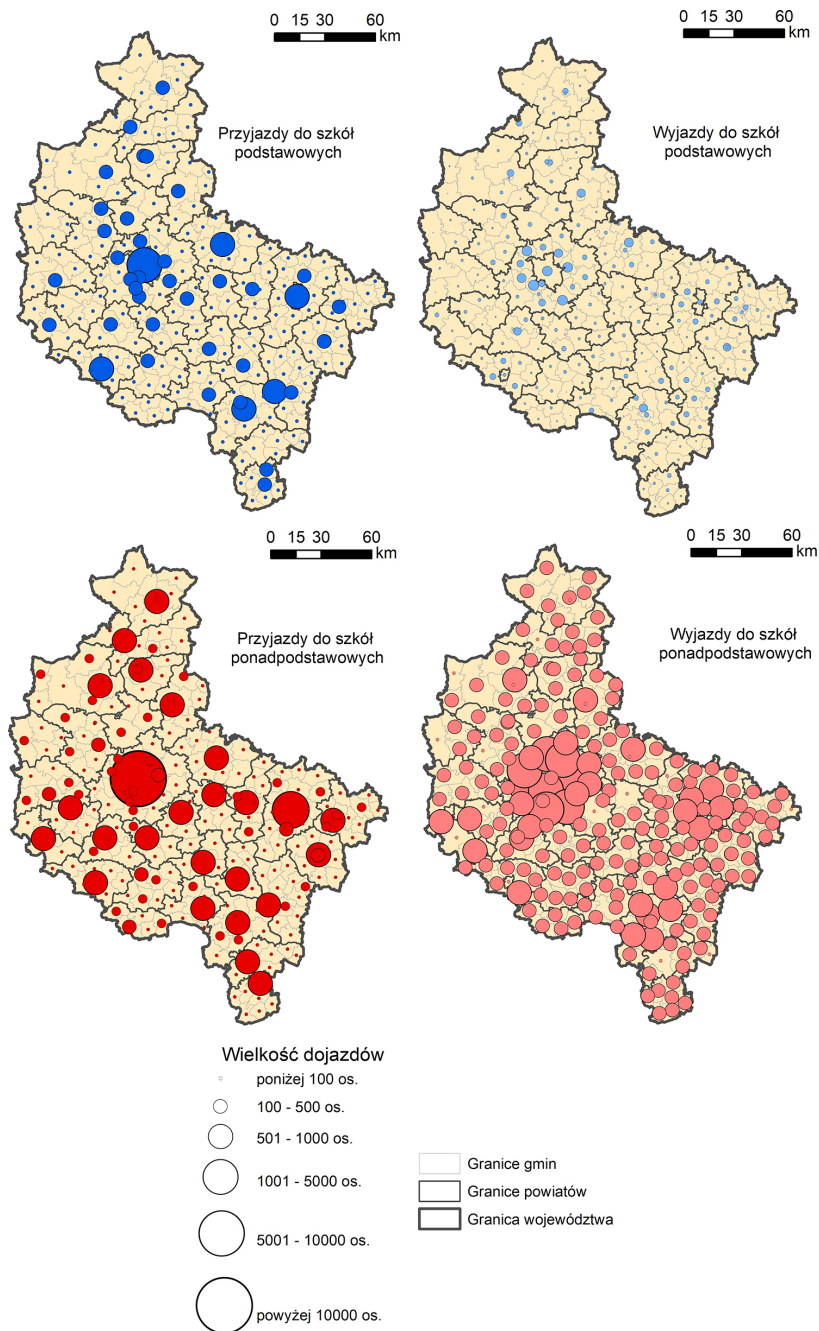 0 15 30 60
km
Przyjazdy do szkół
podstawowych
0 15 30 60
km
Wyjazdy do szkół
podstawowych
0 15 30 60
km
Przyjazdy do szkół
ponadpodstawowych
0 15 30 60
km
Wyjazdy do szkół
ponadpodstawowych
Wielkość dojazdów
poniżej 100 os.
100 - 500 os.
501 - 1000 os.
1001 - 5000 os.
5001 - 10000 os.
powyżej 10000 os.
Granice gmin
Granice powiatów
Granica województwa